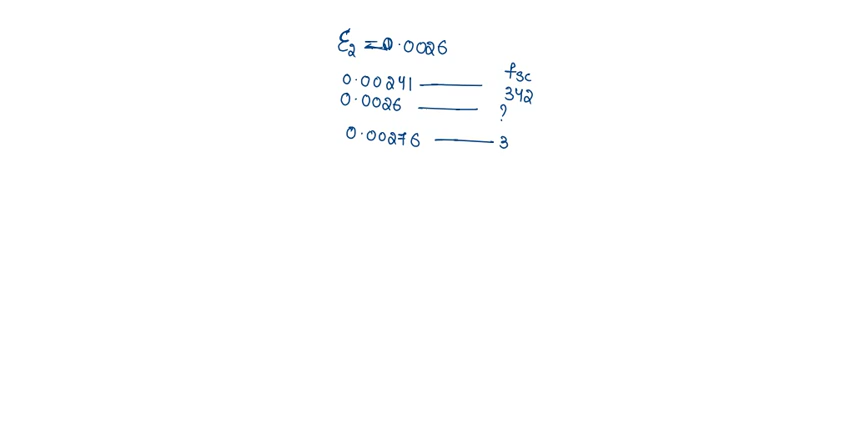 ε₂ = 0.0026
fsc
0.00241 —— 342
0.0026 —— ?
0.00276 —— 3